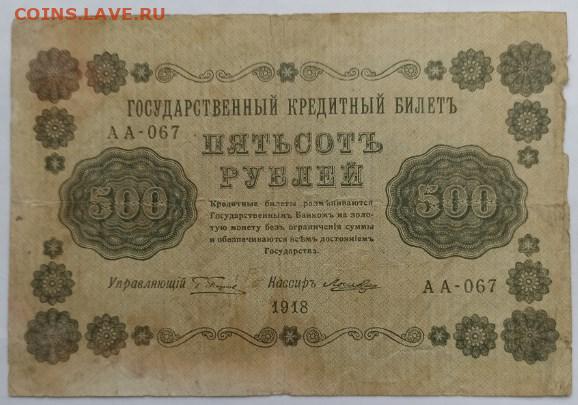 COINS.LAVE.RU
ГОСУДАРСТВЕННЫЙ КРЕДИТНЫЙ БИЛЕТЪ
АА-067
ПЯТЬСОТЪ
РУБЛЕЙ
500
500
Кредитные билеты размѣниваются
Государственнымъ Банкомъ на золо-
тую монету безъ ограниченія суммы
и обезпечиваются всѣмъ достояніемъ
Государства.
Управляющій
Кассиръ
АА-067
1918